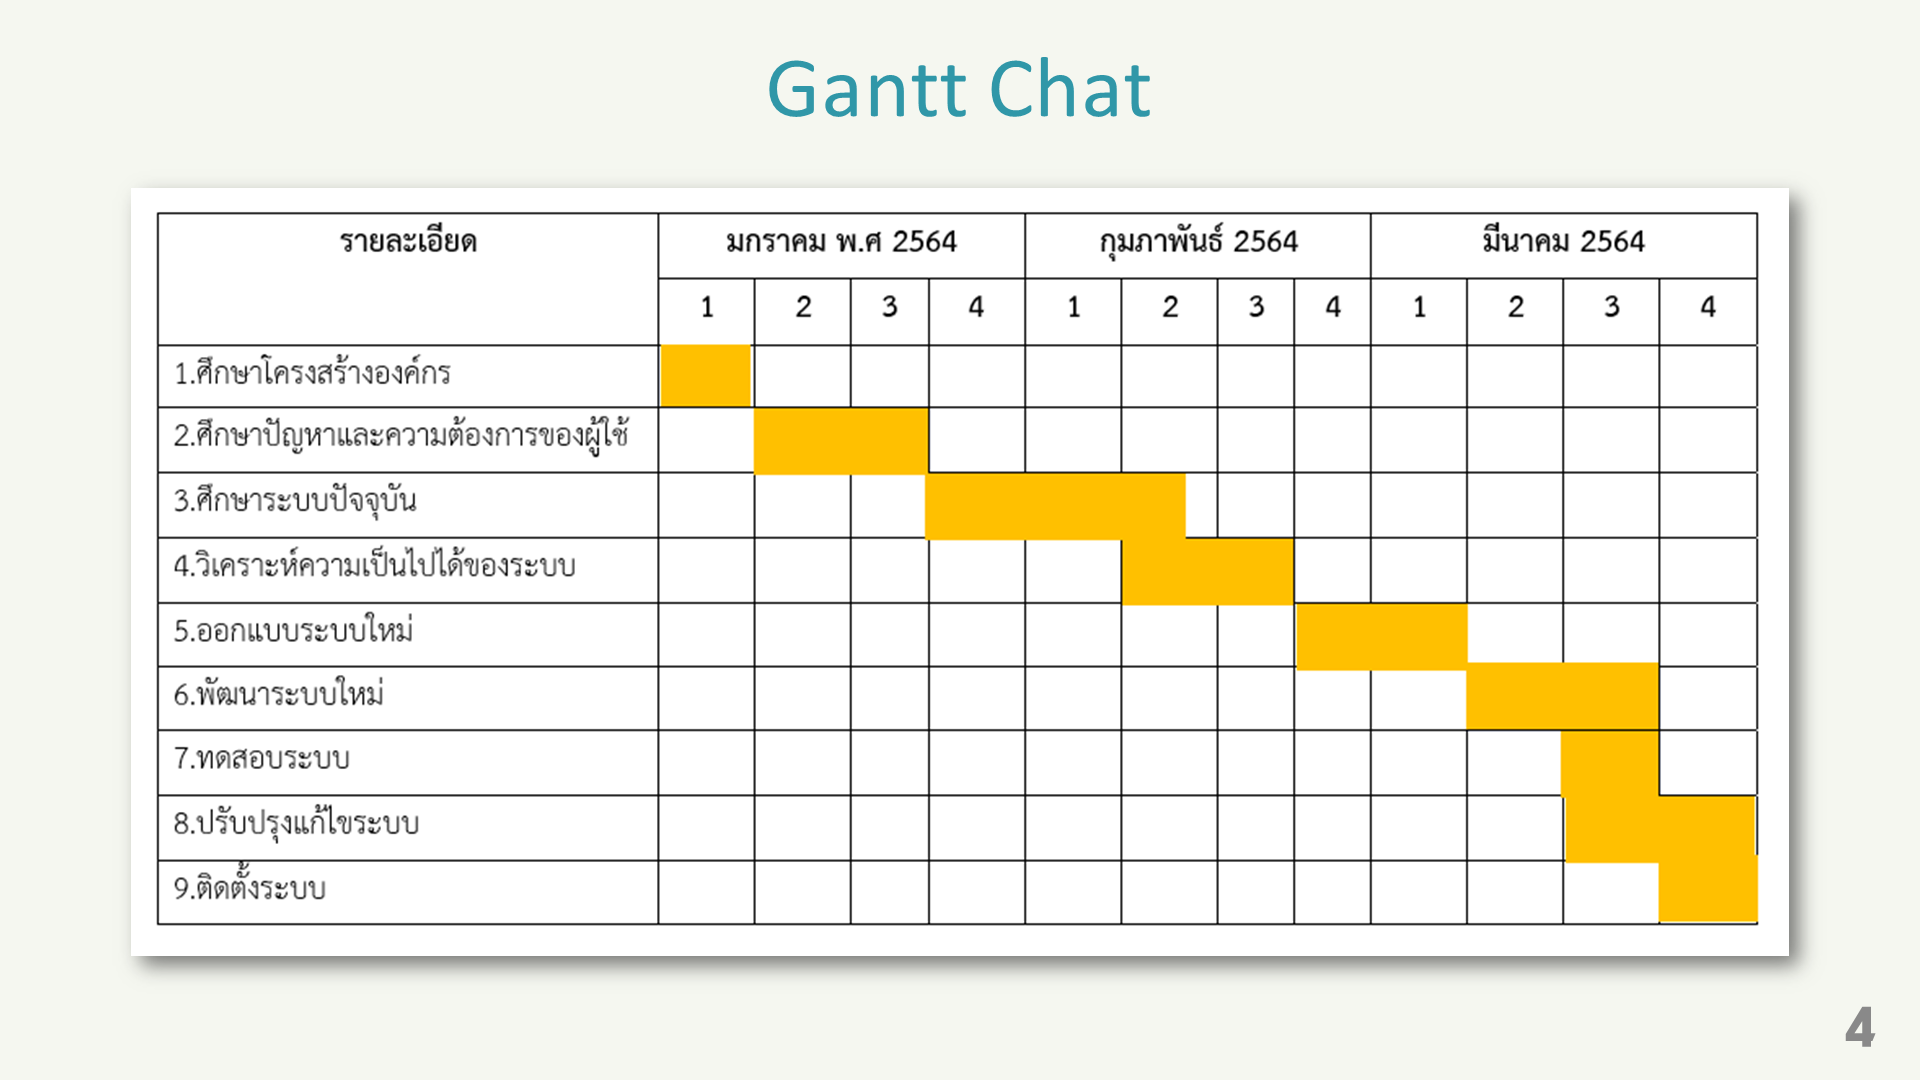 Gantt Chat
รายละเอียด มกราคม พ.ศ 2564 กุมภาพันธ์ 2564 มีนาคม 2564
1 2 3 4 1 2 3 4 1 2 3 4
1.ศึกษาโครงสร้างองค์กร
2.ศึกษาปัญหาและความต้องการของผู้ใช้
3.ศึกษาระบบปัจจุบัน
4.วิเคราะห์ความเป็นไปได้ของระบบ
5.ออกแบบระบบใหม่
6.พัฒนาระบบใหม่
7.ทดสอบระบบ
8.ปรับปรุงแก้ไขระบบ
9.ติดตั้งระบบ
4